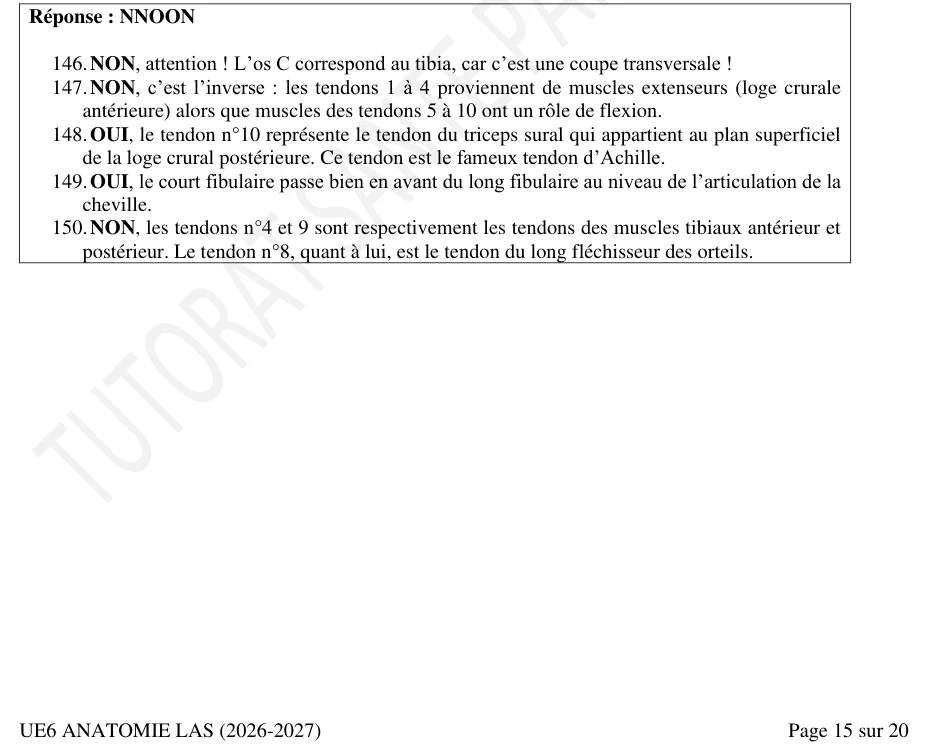 Réponse : NNOON
146. NON, attention ! L’os C correspond au tibia, car c’est une coupe transversale !
147. NON, c’est l’inverse : les tendons 1 à 4 proviennent de muscles extenseurs (loge crurale
antérieure) alors que muscles des tendons 5 à 10 ont un rôle de flexion.
148. OUI, le tendon n°10 représente le tendon du triceps sural qui appartient au plan superficiel
de la loge crural postérieure. Ce tendon est le fameux tendon d’Achille.
149. OUI, le court fibulaire passe bien en avant du long fibulaire au niveau de l’articulation de la
cheville.
150. NON, les tendons n°4 et 9 sont respectivement les tendons des muscles tibiaux antérieur et
postérieur. Le tendon n°8, quant à lui, est le tendon du long fléchisseur des orteils.
TUTORAT SANTE PA
UE6 ANATOMIE LAS (2026-2027)
Page 15 sur 20